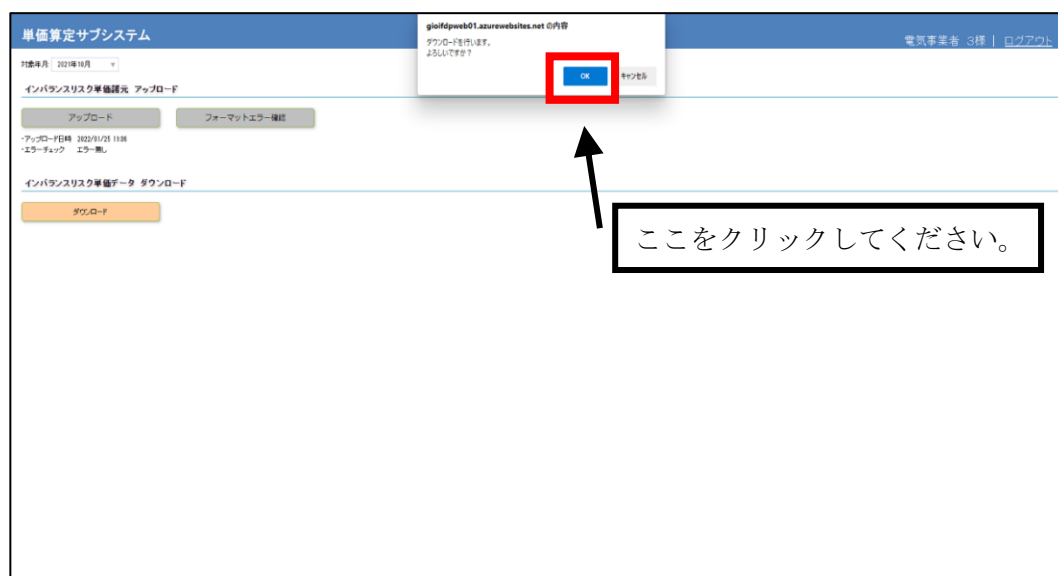 単価算定サブシステム
gioifdpweb01.azurewebsites.net の内容
ダウンロードを行います。
よろしいですか?
OK キャンセル
電気事業者 3様 | ログアウト
対象年月 2021年10月
インバランスリスク単価諸元 アップロード
アップロード フォーマットエラー確認
・アップロード日時 2022/01/25 11:06
・エラーチェック エラー無し
インバランスリスク単価データ ダウンロード
ダウンロード
ここをクリックしてください。